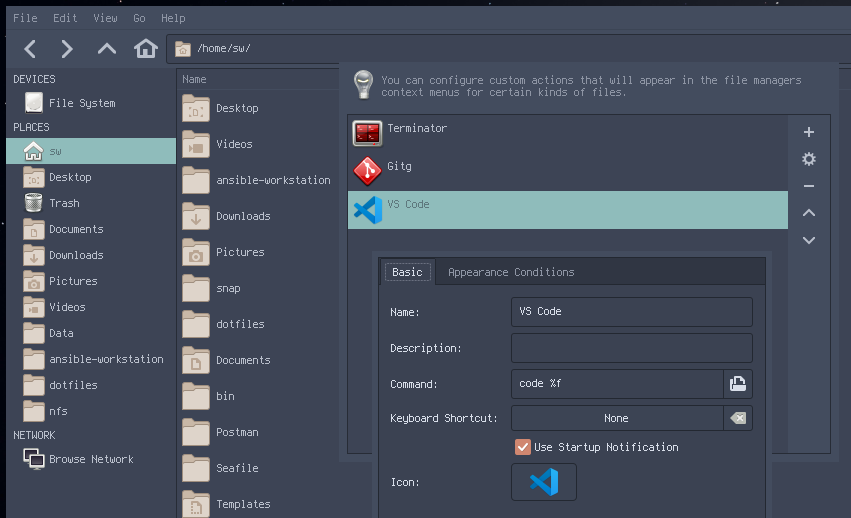 File Edit View Go Help
/home/sw/
DEVICES
File System
PLACES
sw
Desktop
Trash
Documents
Downloads
Pictures
Videos
Data
ansible-workstation
dotfiles
nfs
NETWORK
Browse Network
Name
Desktop
Videos
ansible-workstation
Downloads
Pictures
snap
dotfiles
Documents
bin
Postman
Seafile
Templates
You can configure custom actions that will appear in the file managers
context menus for certain kinds of files.
Terminator
Gitg
VS Code
Basic Appearance Conditions
Name: VS Code
Description:
Command: code %f
Keyboard Shortcut: None
Use Startup Notification
Icon: